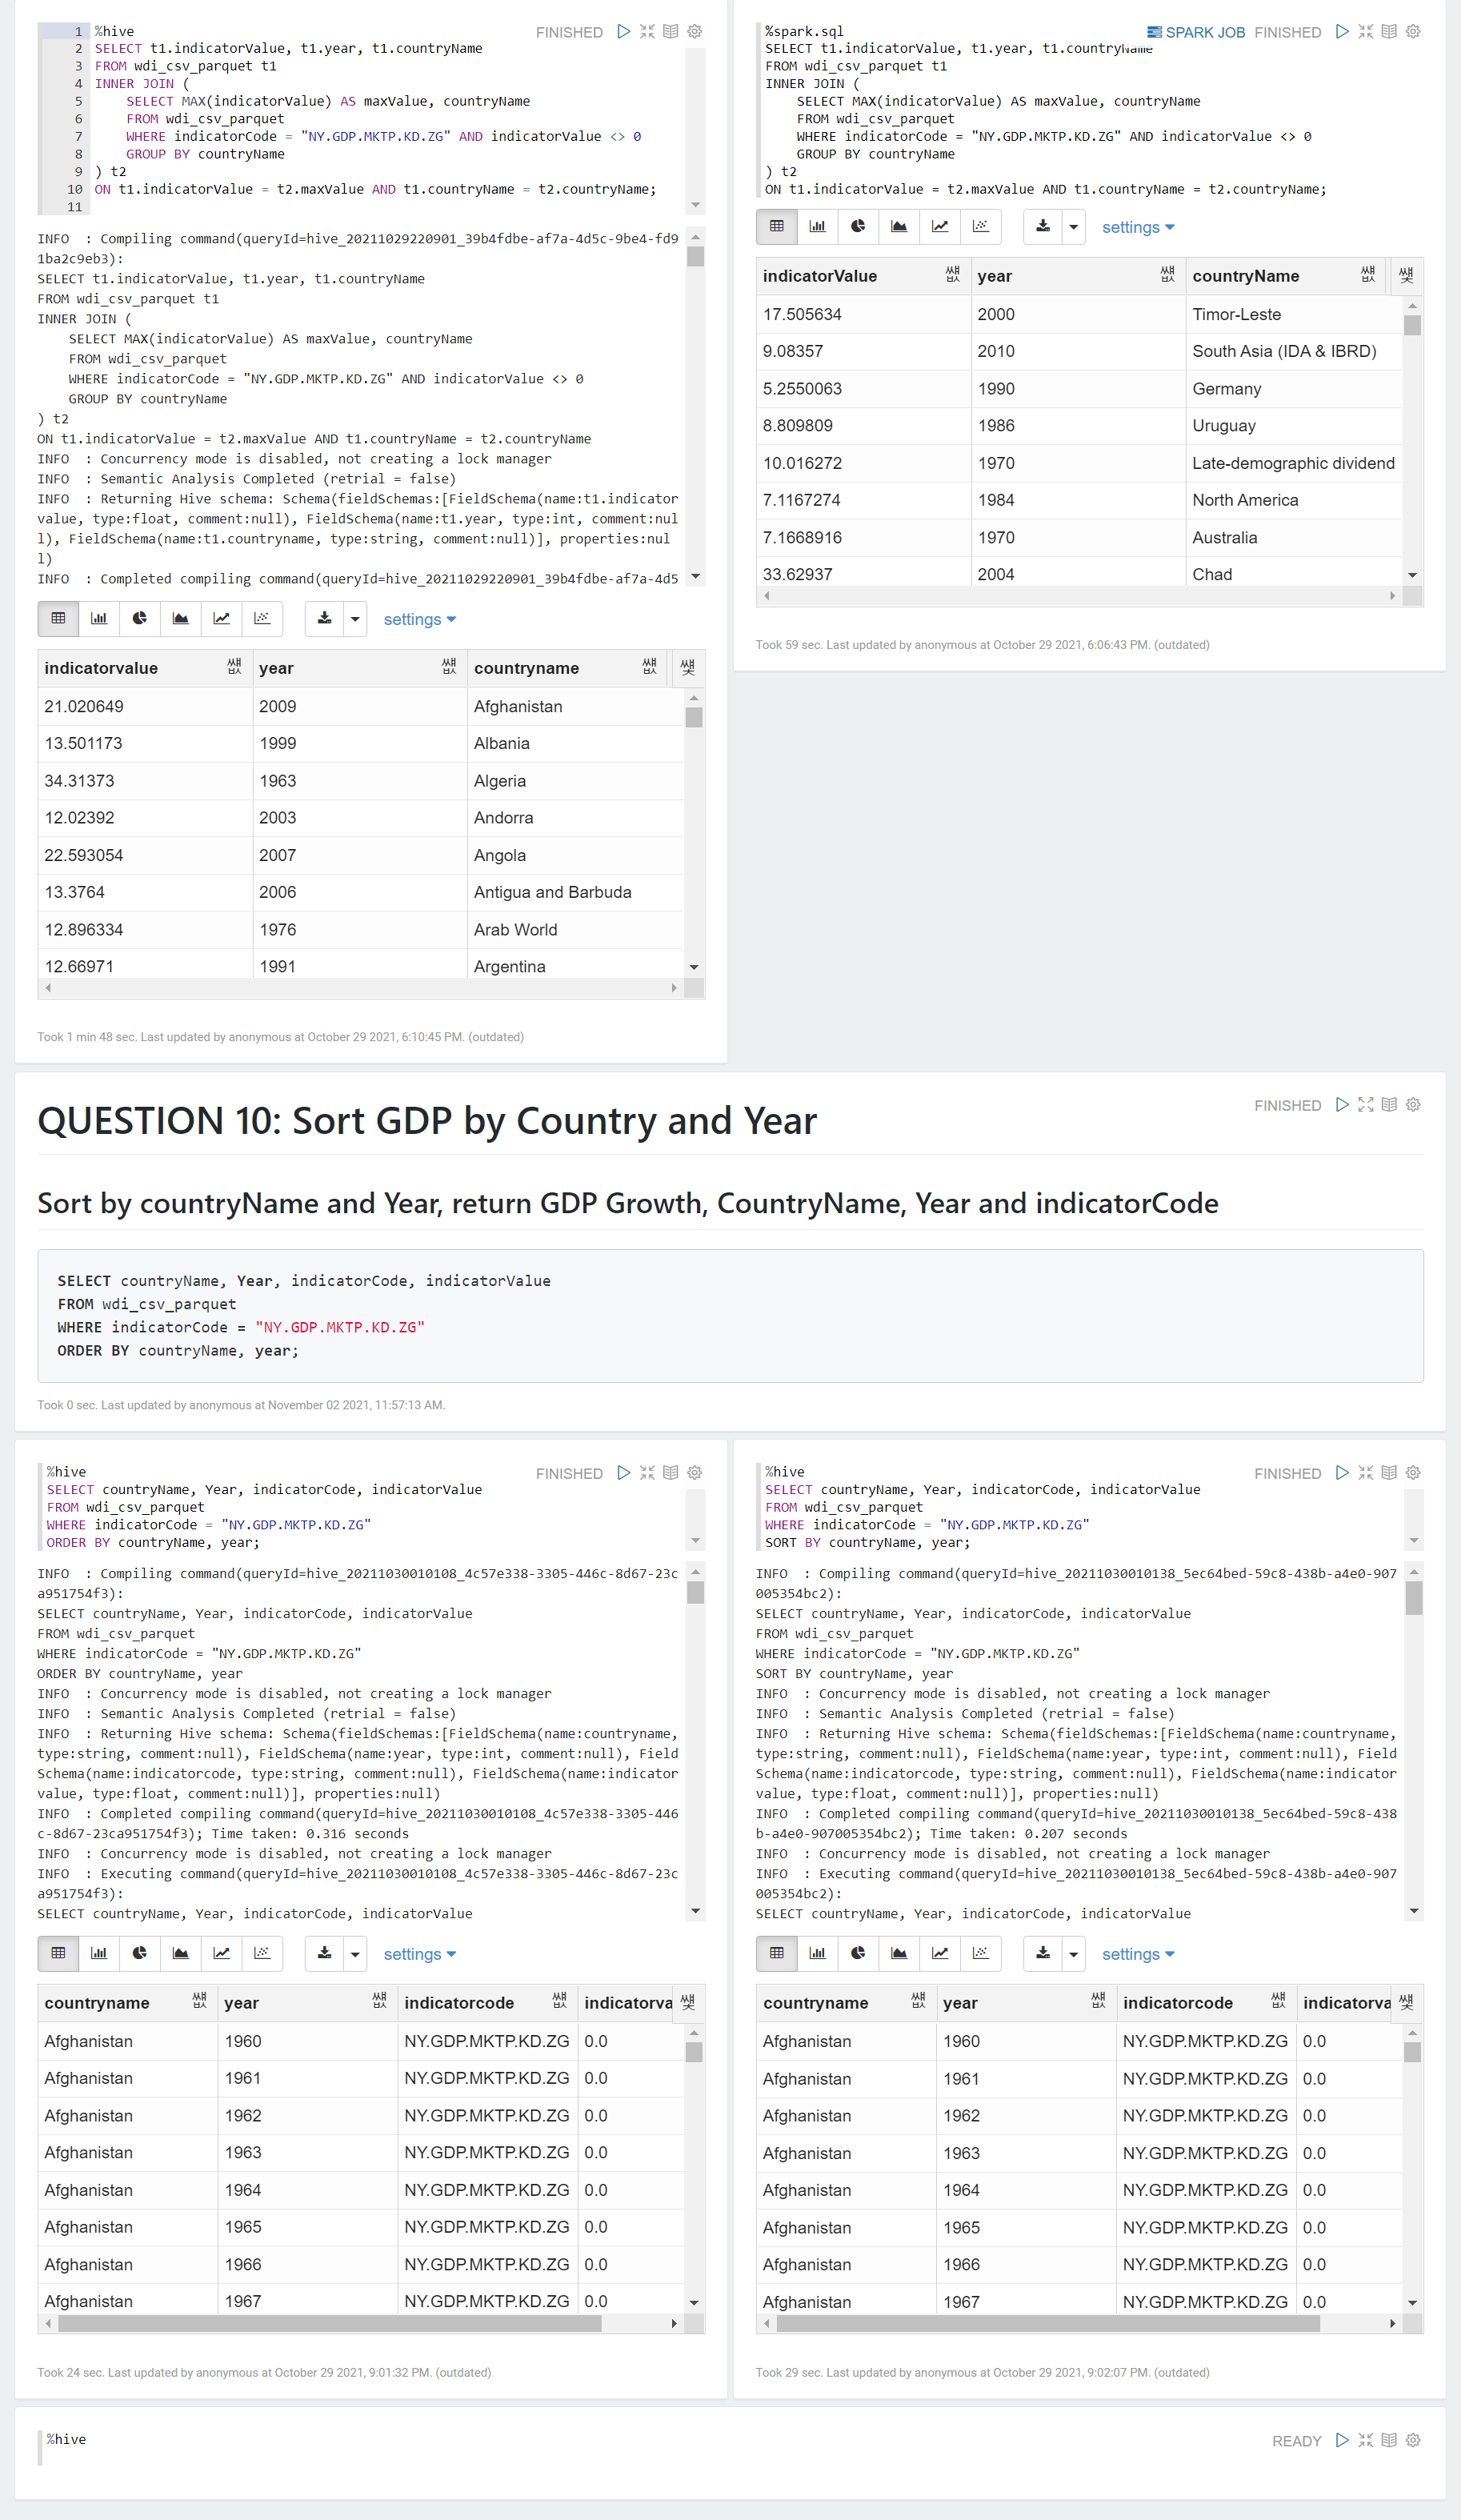 %hive
FINISHED
1
2
3
4
5
6
7
8
9
10
11
SELECT t1.indicatorValue, t1.year, t1.countryName
FROM wdi_csv_parquet t1
INNER JOIN (
SELECT MAX(indicatorValue) AS maxValue, countryName
FROM wdi_csv_parquet
WHERE indicatorCode = "NY.GDP.MKTP.KD.ZG" AND indicatorValue <> 0
GROUP BY countryName
) t2
ON t1.indicatorValue = t2.maxValue AND t1.countryName = t2.countryName;
INFO  : Compiling command(queryId=hive_20211029220901_39b4fdbe-af7a-4d5c-9be4-fd9
1ba2c9eb3):
SELECT t1.indicatorValue, t1.year, t1.countryName
FROM wdi_csv_parquet t1
INNER JOIN (
SELECT MAX(indicatorValue) AS maxValue, countryName
FROM wdi_csv_parquet
WHERE indicatorCode = "NY.GDP.MKTP.KD.ZG" AND indicatorValue <> 0
GROUP BY countryName
) t2
ON t1.indicatorValue = t2.maxValue AND t1.countryName = t2.countryName
INFO  : Concurrency mode is disabled, not creating a lock manager
INFO  : Semantic Analysis Completed (retrial = false)
INFO  : Returning Hive schema: Schema(fieldSchemas:[FieldSchema(name:t1.indicator
value, type:float, comment:null), FieldSchema(name:t1.year, type:int, comment:nul
l), FieldSchema(name:t1.countryname, type:string, comment:null)], properties:nul
l)
INFO  : Completed compiling command(queryId=hive_20211029220901_39b4fdbe-af7a-4d5
settings
indicatorvalue year countryname
21.020649 2009 Afghanistan
13.501173 1999 Albania
34.31373 1963 Algeria
12.02392 2003 Andorra
22.593054 2007 Angola
13.3764 2006 Antigua and Barbuda
12.896334 1976 Arab World
12.66971 1991 Argentina
Took 1 min 48 sec. Last updated by anonymous at October 29 2021, 6:10:45 PM. (outdated)
%spark.sql
SPARK JOB FINISHED
SELECT t1.indicatorValue, t1.year, t1.countryName
FROM wdi_csv_parquet t1
INNER JOIN (
SELECT MAX(indicatorValue) AS maxValue, countryName
FROM wdi_csv_parquet
WHERE indicatorCode = "NY.GDP.MKTP.KD.ZG" AND indicatorValue <> 0
GROUP BY countryName
) t2
ON t1.indicatorValue = t2.maxValue AND t1.countryName = t2.countryName;
settings
indicatorValue year countryName
17.505634 2000 Timor-Leste
9.08357 2010 South Asia (IDA & IBRD)
5.2550063 1990 Germany
8.809809 1986 Uruguay
10.016272 1970 Late-demographic dividend
7.1167274 1984 North America
7.1668916 1970 Australia
33.62937 2004 Chad
Took 59 sec. Last updated by anonymous at October 29 2021, 6:06:43 PM. (outdated)
QUESTION 10: Sort GDP by Country and Year
FINISHED
Sort by countryName and Year, return GDP Growth, CountryName, Year and indicatorCode
SELECT countryName, Year, indicatorCode, indicatorValue
FROM wdi_csv_parquet
WHERE indicatorCode = "NY.GDP.MKTP.KD.ZG"
ORDER BY countryName, year;
Took 0 sec. Last updated by anonymous at November 02 2021, 11:57:13 AM.
%hive
FINISHED
SELECT countryName, Year, indicatorCode, indicatorValue
FROM wdi_csv_parquet
WHERE indicatorCode = "NY.GDP.MKTP.KD.ZG"
ORDER BY countryName, year;
INFO  : Compiling command(queryId=hive_20211030010108_4c57e338-3305-446c-8d67-23c
a951754f3):
SELECT countryName, Year, indicatorCode, indicatorValue
FROM wdi_csv_parquet
WHERE indicatorCode = "NY.GDP.MKTP.KD.ZG"
ORDER BY countryName, year
INFO  : Concurrency mode is disabled, not creating a lock manager
INFO  : Semantic Analysis Completed (retrial = false)
INFO  : Returning Hive schema: Schema(fieldSchemas:[FieldSchema(name:countryname,
type:string, comment:null), FieldSchema(name:year, type:int, comment:null), Field
Schema(name:indicatorcode, type:string, comment:null), FieldSchema(name:indicator
value, type:float, comment:null)], properties:null)
INFO  : Completed compiling command(queryId=hive_20211030010108_4c57e338-3305-446
c-8d67-23ca951754f3); Time taken: 0.316 seconds
INFO  : Concurrency mode is disabled, not creating a lock manager
INFO  : Executing command(queryId=hive_20211030010108_4c57e338-3305-446c-8d67-23c
a951754f3):
SELECT countryName, Year, indicatorCode, indicatorValue
settings
countryname year indicatorcode indicatorva
Afghanistan 1960 NY.GDP.MKTP.KD.ZG 0.0
Afghanistan 1961 NY.GDP.MKTP.KD.ZG 0.0
Afghanistan 1962 NY.GDP.MKTP.KD.ZG 0.0
Afghanistan 1963 NY.GDP.MKTP.KD.ZG 0.0
Afghanistan 1964 NY.GDP.MKTP.KD.ZG 0.0
Afghanistan 1965 NY.GDP.MKTP.KD.ZG 0.0
Afghanistan 1966 NY.GDP.MKTP.KD.ZG 0.0
Afghanistan 1967 NY.GDP.MKTP.KD.ZG 0.0
Took 24 sec. Last updated by anonymous at October 29 2021, 9:01:32 PM. (outdated)
%hive
FINISHED
SELECT countryName, Year, indicatorCode, indicatorValue
FROM wdi_csv_parquet
WHERE indicatorCode = "NY.GDP.MKTP.KD.ZG"
SORT BY countryName, year;
INFO  : Compiling command(queryId=hive_20211030010138_5ec64bed-59c8-438b-a4e0-907
005354bc2):
SELECT countryName, Year, indicatorCode, indicatorValue
FROM wdi_csv_parquet
WHERE indicatorCode = "NY.GDP.MKTP.KD.ZG"
SORT BY countryName, year
INFO  : Concurrency mode is disabled, not creating a lock manager
INFO  : Semantic Analysis Completed (retrial = false)
INFO  : Returning Hive schema: Schema(fieldSchemas:[FieldSchema(name:countryname,
type:string, comment:null), FieldSchema(name:year, type:int, comment:null), Field
Schema(name:indicatorcode, type:string, comment:null), FieldSchema(name:indicator
value, type:float, comment:null)], properties:null)
INFO  : Completed compiling command(queryId=hive_20211030010138_5ec64bed-59c8-438
b-a4e0-907005354bc2); Time taken: 0.207 seconds
INFO  : Concurrency mode is disabled, not creating a lock manager
INFO  : Executing command(queryId=hive_20211030010138_5ec64bed-59c8-438b-a4e0-907
005354bc2):
SELECT countryName, Year, indicatorCode, indicatorValue
settings
countryname year indicatorcode indicatorva
Afghanistan 1960 NY.GDP.MKTP.KD.ZG 0.0
Afghanistan 1961 NY.GDP.MKTP.KD.ZG 0.0
Afghanistan 1962 NY.GDP.MKTP.KD.ZG 0.0
Afghanistan 1963 NY.GDP.MKTP.KD.ZG 0.0
Afghanistan 1964 NY.GDP.MKTP.KD.ZG 0.0
Afghanistan 1965 NY.GDP.MKTP.KD.ZG 0.0
Afghanistan 1966 NY.GDP.MKTP.KD.ZG 0.0
Afghanistan 1967 NY.GDP.MKTP.KD.ZG 0.0
Took 29 sec. Last updated by anonymous at October 29 2021, 9:02:07 PM. (outdated)
%hive
READY